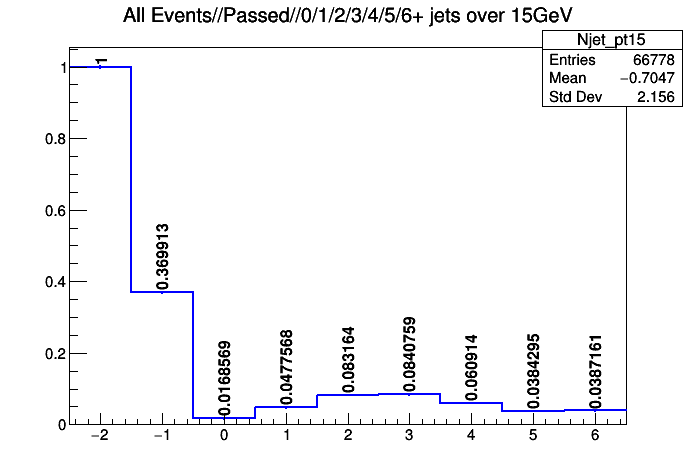 All Events//Passed//0/1/2/3/4/5/6+ jets over 15GeV
Njet_pt15
Entries 66778
Mean −0.7047
Std Dev 2.156
1
0.8
0.6
0.4
0.2
0
1
0.369913
0.0168569
0.0477568
0.083164
0.0840759
0.060914
0.0384295
0.0387161
−2 −1 0 1 2 3 4 5 6